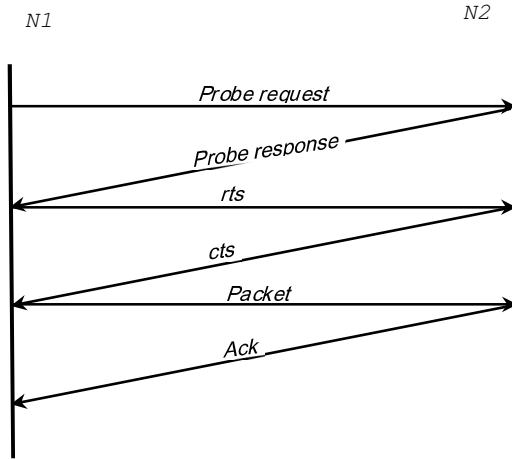 N1
N2
Probe request
Probe response
rts
cts
Packet
Ack